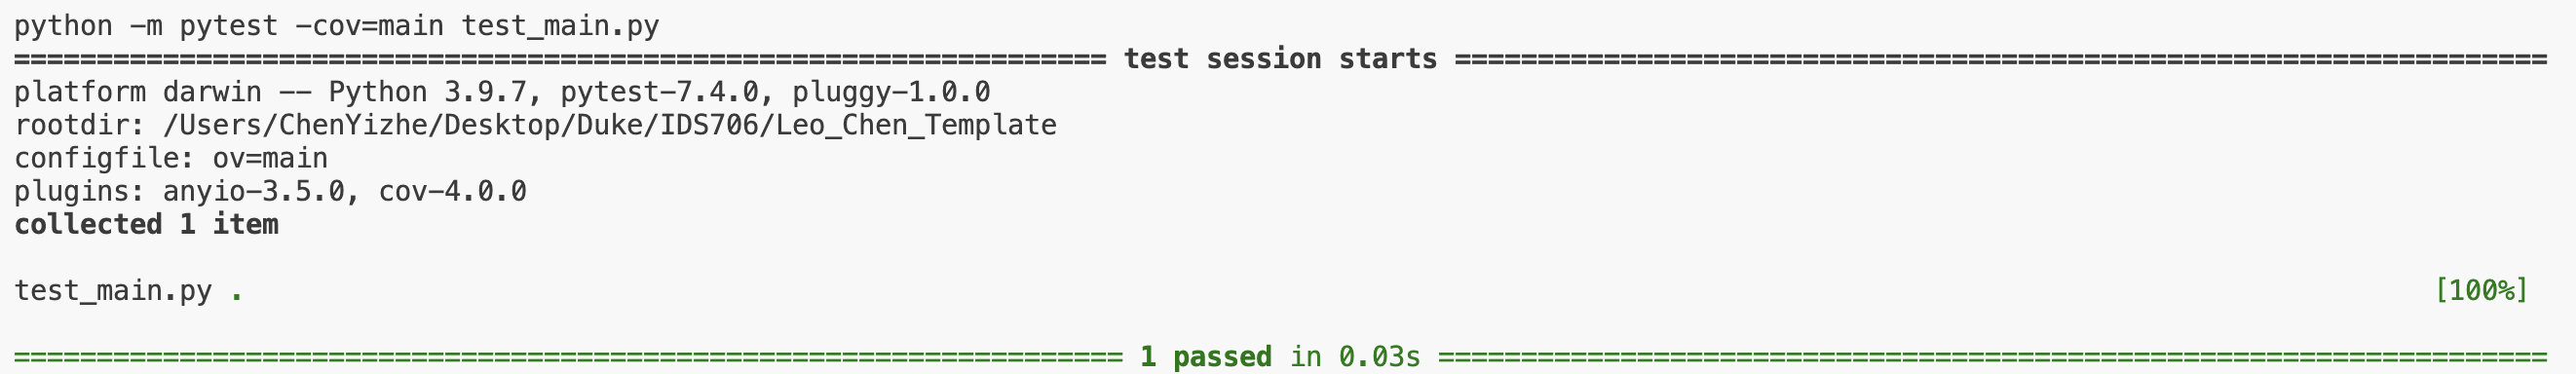 python -m pytest -cov=main test_main.py
================================================================== test session starts ==================================================================
platform darwin -- Python 3.9.7, pytest-7.4.0, pluggy-1.0.0
rootdir: /Users/ChenYizhe/Desktop/Duke/IDS706/Leo_Chen_Template
configfile: ov=main
plugins: anyio-3.5.0, cov-4.0.0
collected 1 item
test_main.py . [100%]
=================================================================== 1 passed in 0.03s ===================================================================